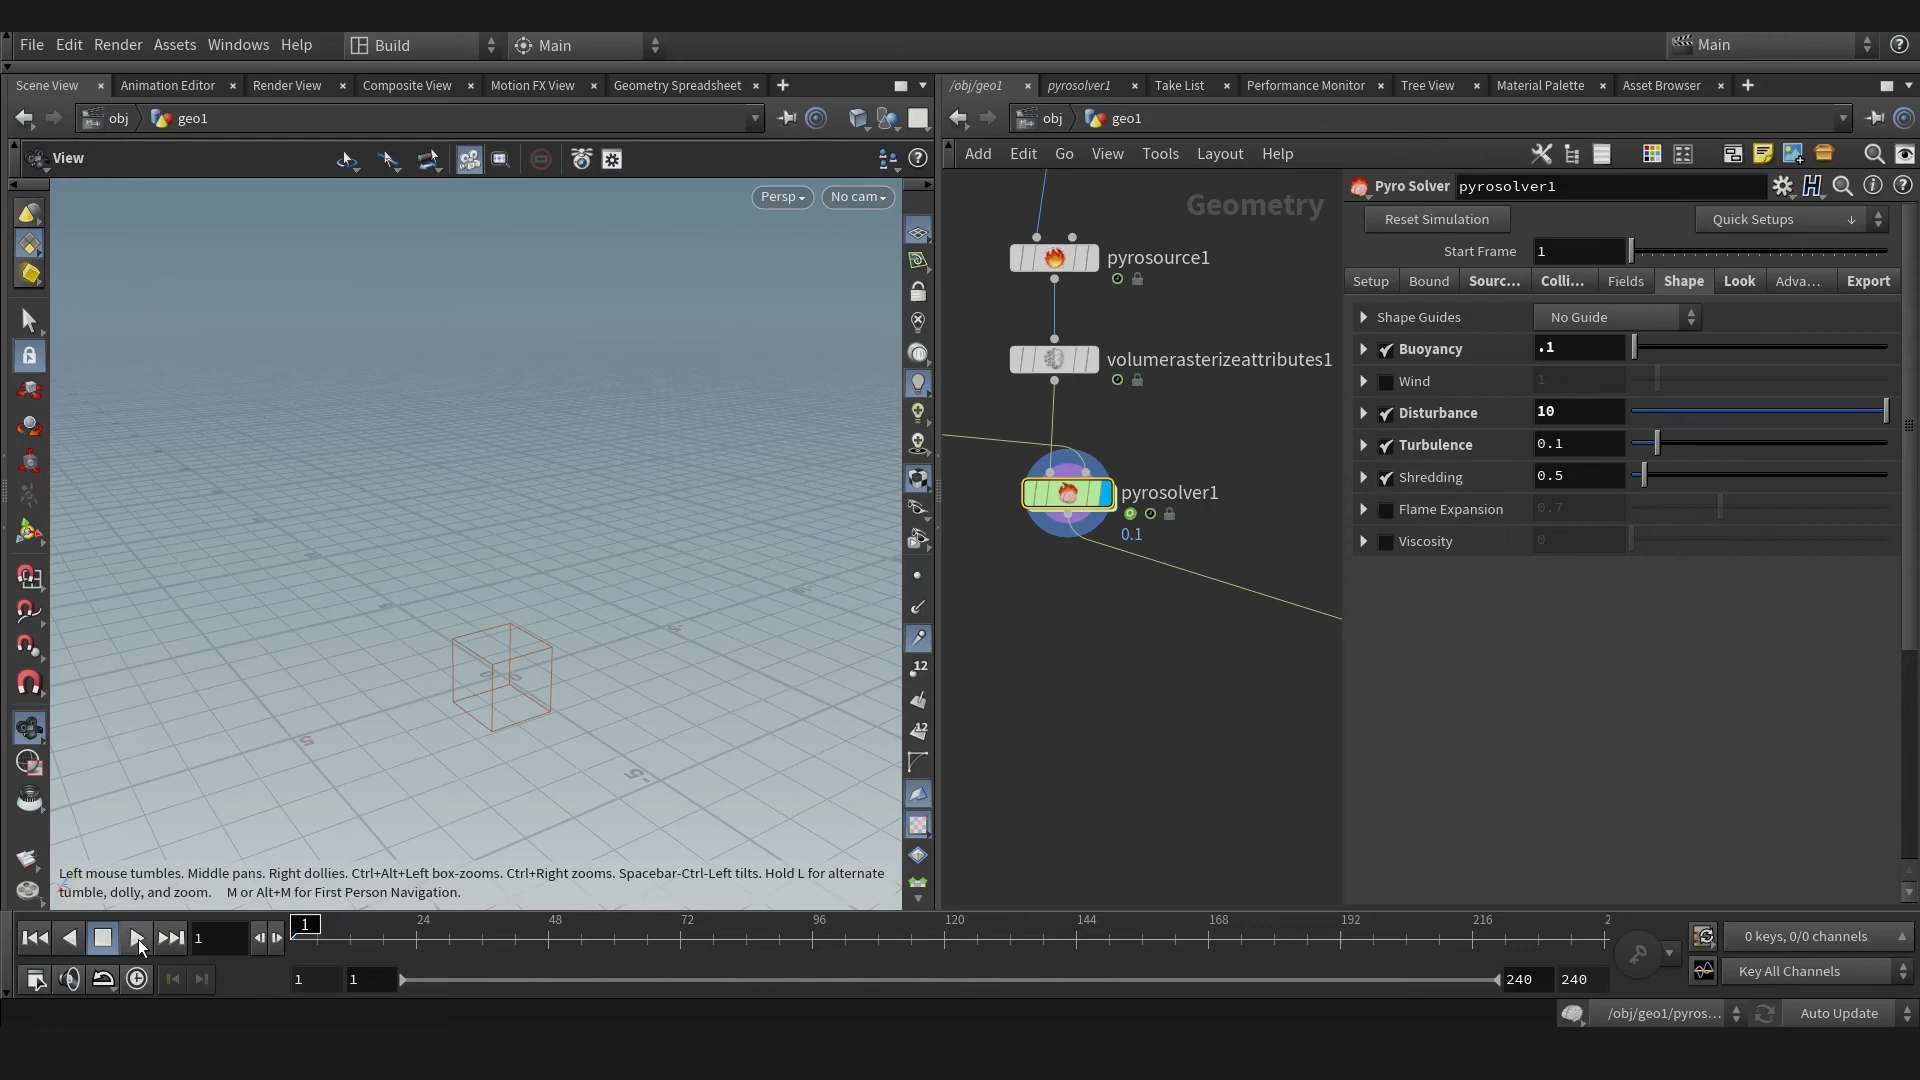 File Edit Render Assets Windows Help Build Main Main
Scene View Animation Editor Render View Composite View Motion FX View Geometry Spreadsheet
/obj/geo1 pyrosolver1 Take List Performance Monitor Tree View Material Palette Asset Browser
obj geo1
obj geo1
View
Persp No cam
Left mouse tumbles. Middle pans. Right dollies. Ctrl+Alt+Left box-zooms. Ctrl+Right zooms. Spacebar-Ctrl-Left tilts. Hold L for alternate
tumble, dolly, and zoom. M or Alt+M for First Person Navigation.
12
12
Add Edit Go View Tools Layout Help
Geometry
pyrosource1
volumerasterizeattributes1
pyrosolver1
0.1
Pyro Solver pyrosolver1
Reset Simulation Quick Setups
Start Frame 1
Setup Bound Sourc... Colli... Fields Shape Look Adva... Export
Shape Guides No Guide
Buoyancy .1
Wind 1
Disturbance 10
Turbulence 0.1
Shredding 0.5
Flame Expansion 0.7
Viscosity 0
1 1 24 48 72 96 120 144 168 192 216 2
0 keys, 0/0 channels
1 1 240 240 Key All Channels
/obj/geo1/pyros... Auto Update